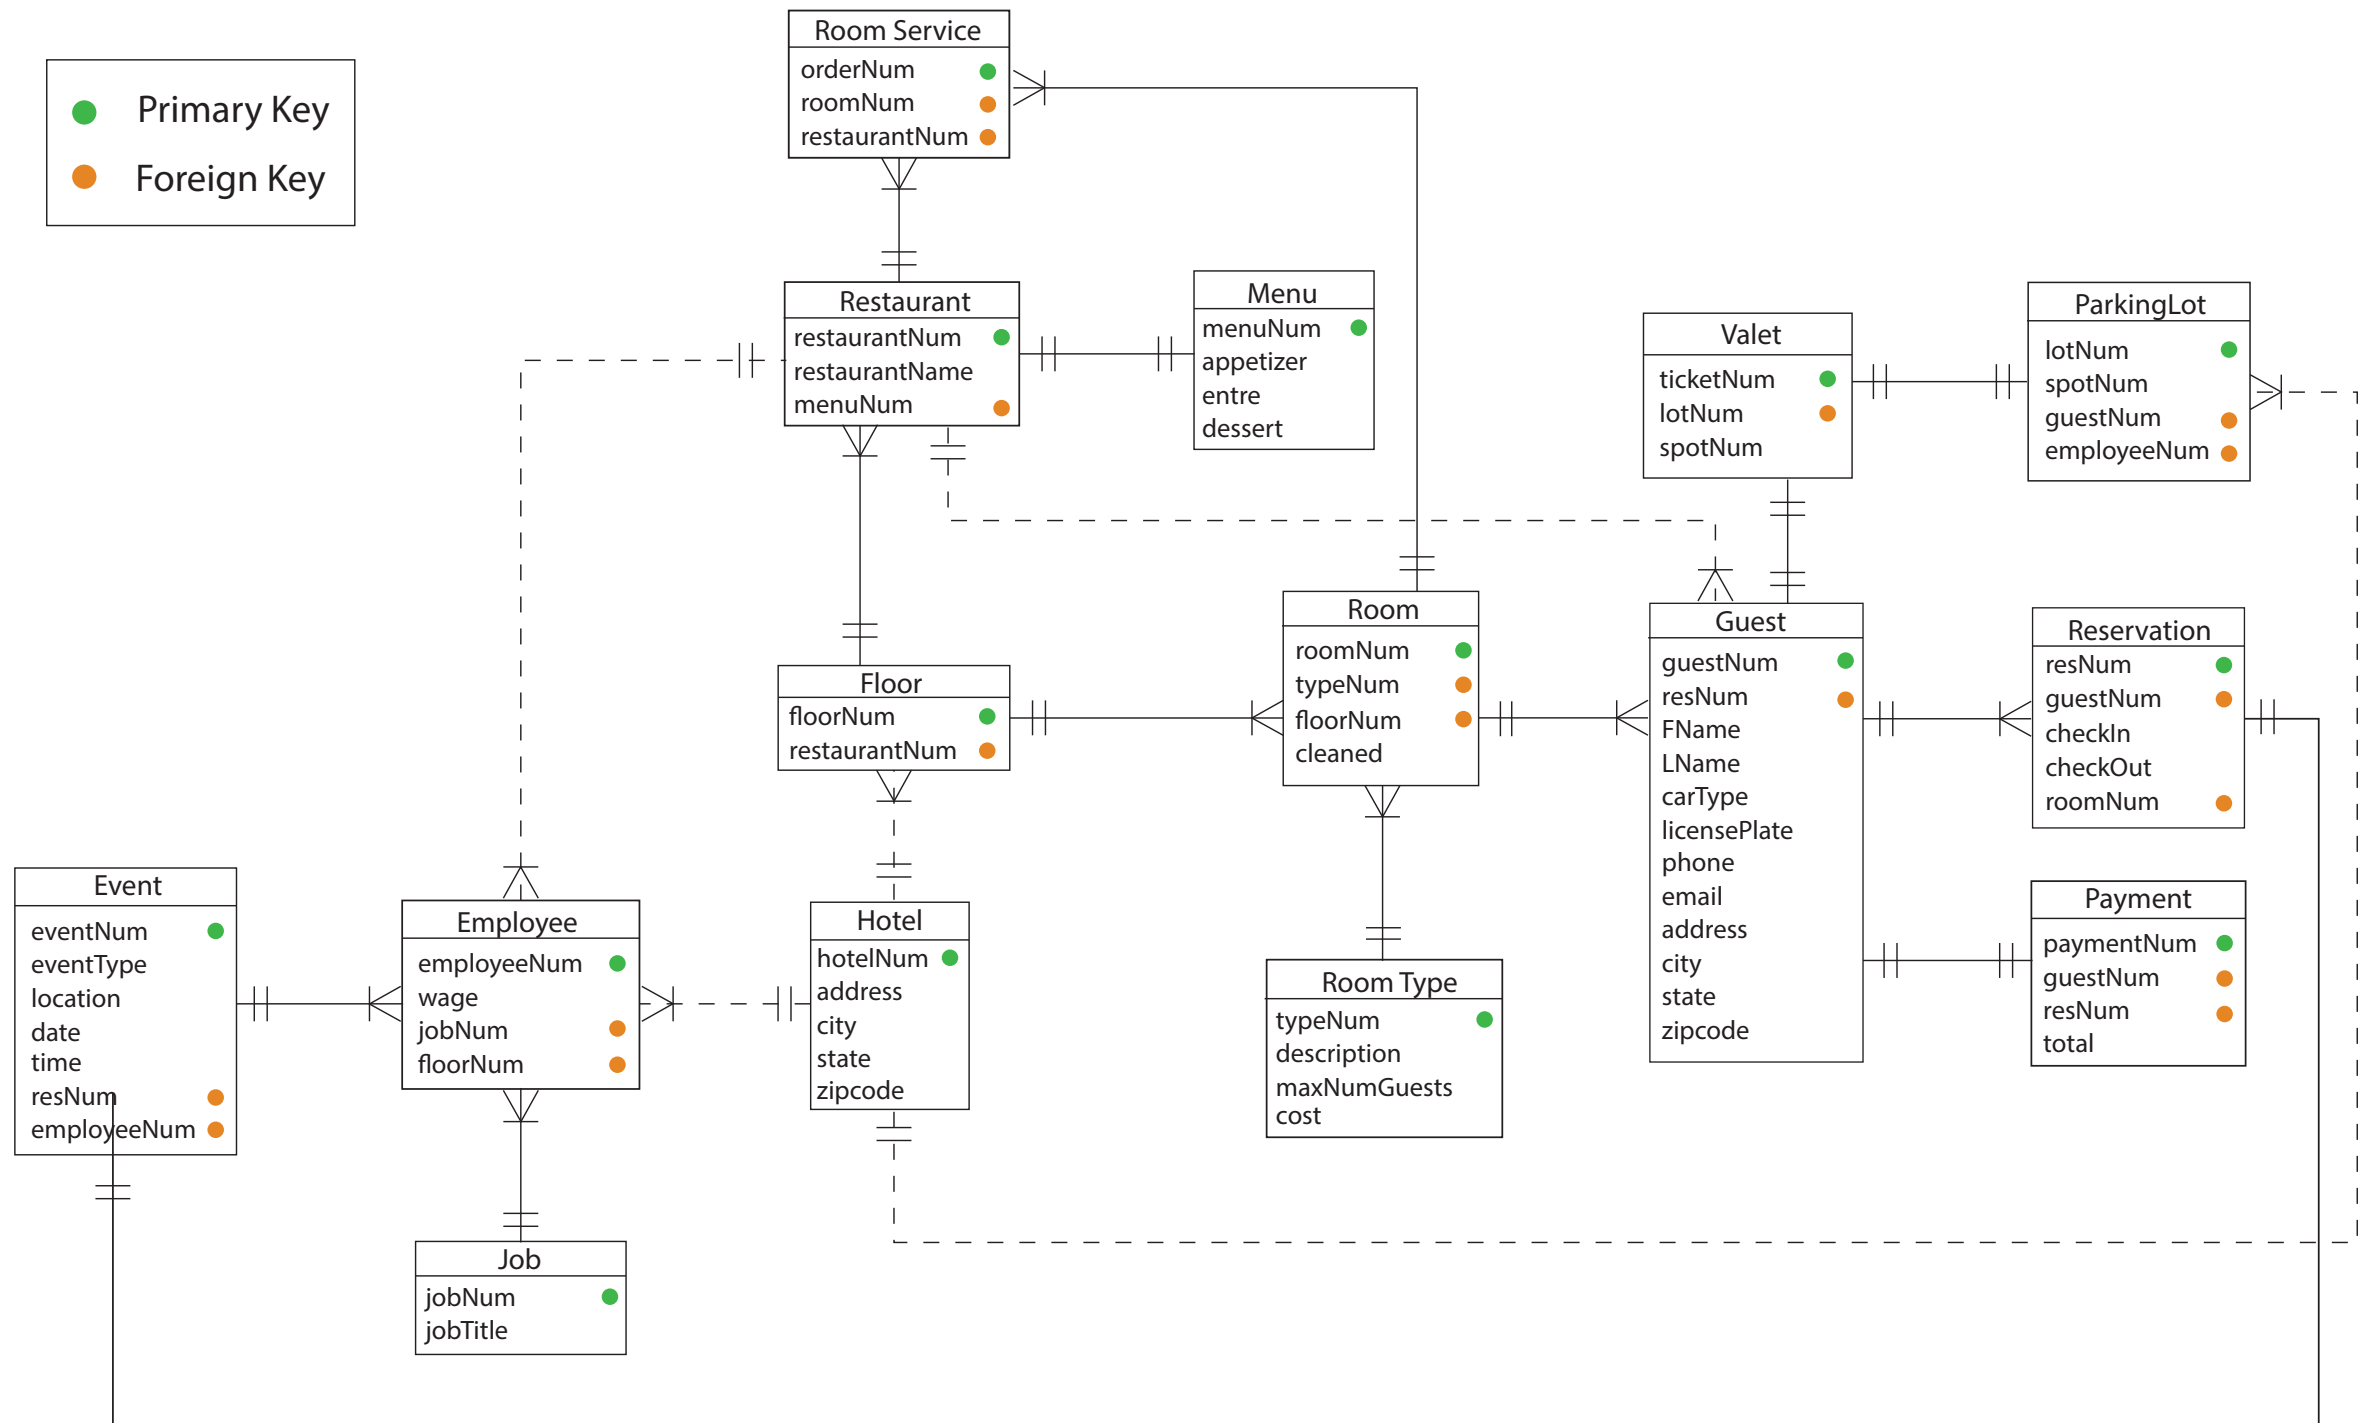 Primary Key
Foreign Key
Room Service
orderNum
roomNum
restaurantNum
Restaurant
restaurantNum
restaurantName
menuNum
Menu
menuNum
appetizer
entre
dessert
Valet
ticketNum
lotNum
spotNum
ParkingLot
lotNum
spotNum
guestNum
employeeNum
Floor
floorNum
restaurantNum
Room
roomNum
typeNum
floorNum
cleaned
Guest
guestNum
resNum
FName
LName
carType
licensePlate
phone
email
address
city
state
zipcode
Reservation
resNum
guestNum
checkIn
checkOut
roomNum
Event
eventNum
eventType
location
date
time
resNum
employeeNum
Employee
employeeNum
wage
jobNum
floorNum
Hotel
hotelNum
address
city
state
zipcode
Room Type
typeNum
description
maxNumGuests
cost
Payment
paymentNum
guestNum
resNum
total
Job
jobNum
jobTitle